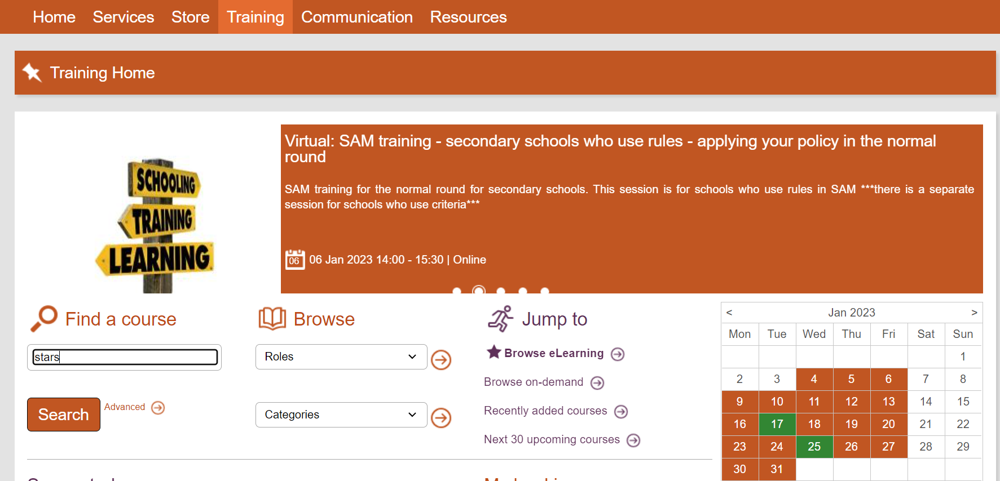 Home Services Store Training Communication Resources
Training Home
SCHOOLING
TRAINING
LEARNING
Virtual: SAM training - secondary schools who use rules - applying your policy in the normal
round
SAM training for the normal round for secondary schools. This session is for schools who use rules in SAM ***there is a separate
session for schools who use criteria***
06 06 Jan 2023 14:00 - 15:30 | Online
Find a course
stars
Search Advanced
Browse
Roles
Categories
Jump to
Browse eLearning
Browse on-demand
Recently added courses
Next 30 upcoming courses
< Jan 2023 >
Mon Tue Wed Thu Fri Sat Sun
1
2 3 4 5 6 7 8
9 10 11 12 13 14 15
16 17 18 19 20 21 22
23 24 25 26 27 28 29
30 31